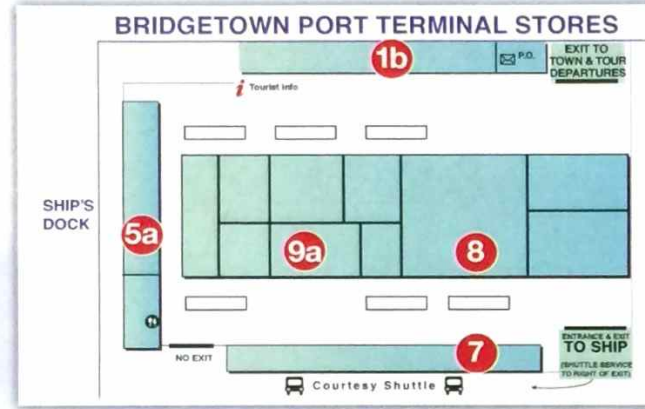 BRIDGETOWN PORT TERMINAL STORES
1b
P.O.
EXIT TO
TOWN & TOUR
DEPARTURES
i Tourist Info
SHIP'S
DOCK
5a
9a
8
NO EXIT
7
ENTRANCE & EXIT
TO SHIP
(SHUTTLE SERVICE
TO RIGHT OF EXIT)
Courtesy Shuttle